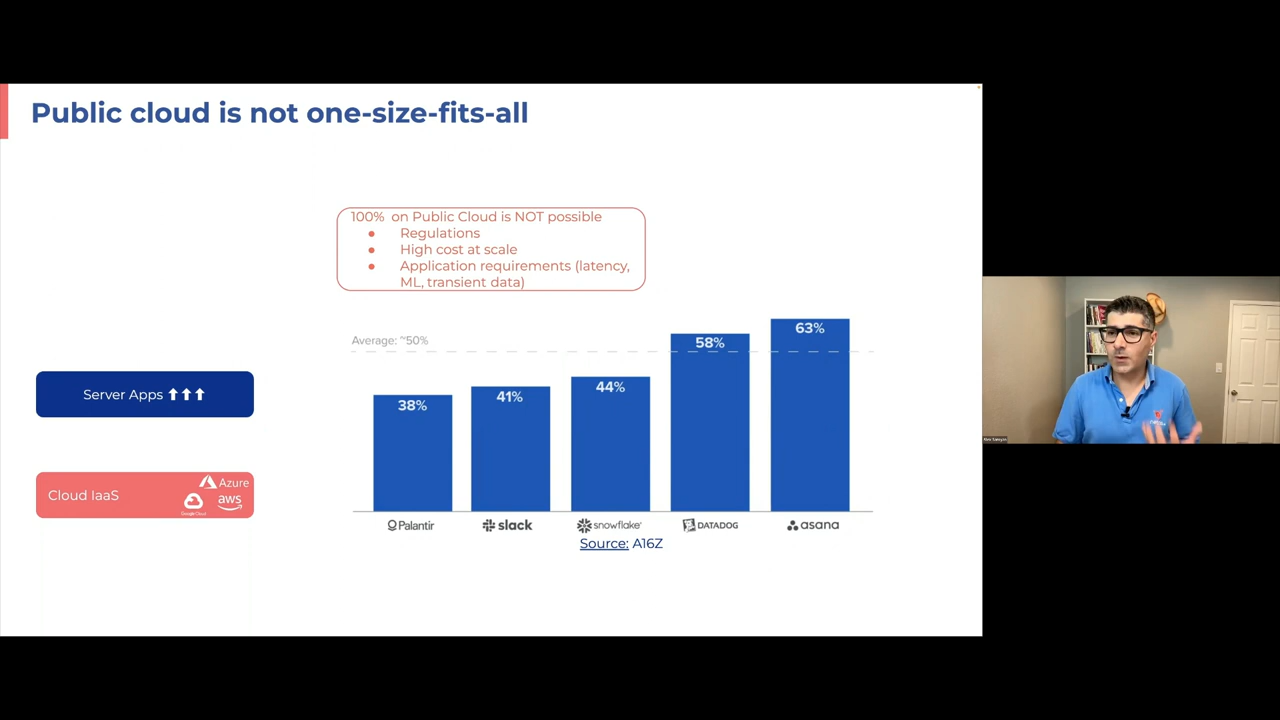 Public cloud is not one-size-fits-all
100% on Public Cloud is NOT possible
● Regulations
● High cost at scale
● Application requirements (latency,
ML, transient data)
Average: ~50%
38%
41%
44%
58%
63%
Palantir
slack
snowflake
DATADOG
asana
Source: A16Z
Server Apps ⬆⬆⬆
Cloud IaaS
Azure
aws
Google Cloud